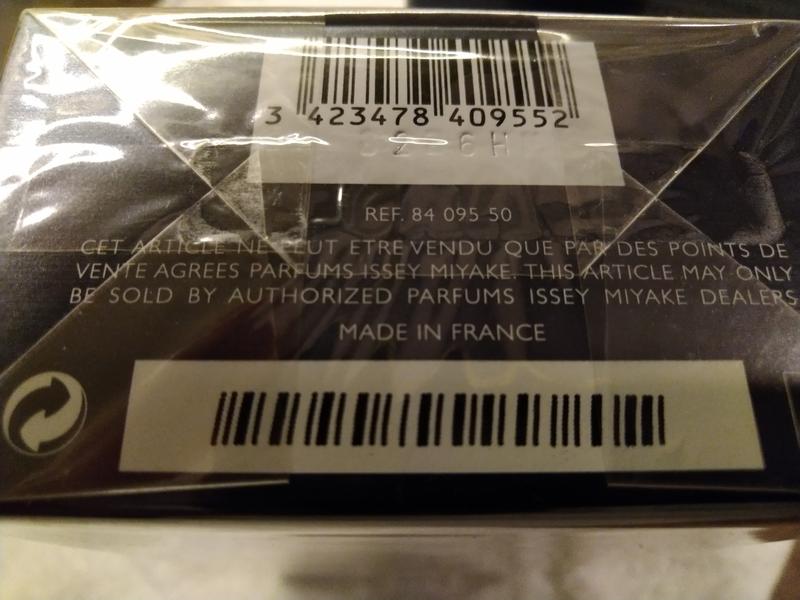 3 423478 409552
REF. 84 095 50
CET ARTICLE NE PEUT ETRE VENDU QUE PAR DES POINTS DE
VENTE AGREES PARFUMS ISSEY MIYAKE. THIS ARTICLE MAY ONLY
BE SOLD BY AUTHORIZED PARFUMS ISSEY MIYAKE DEALERS
MADE IN FRANCE